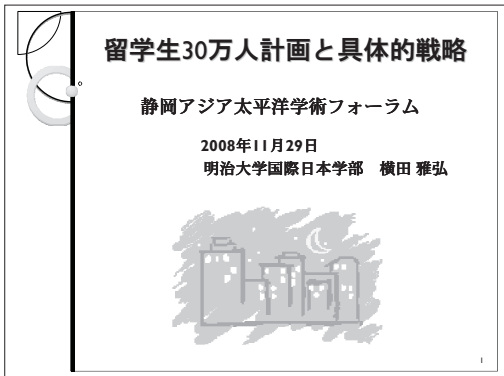 留学生30万人計画と具体的戦略
静岡アジア太平洋学術フォーラム
2008年11月29日
明治大学国際日本学部　横田 雅弘
1